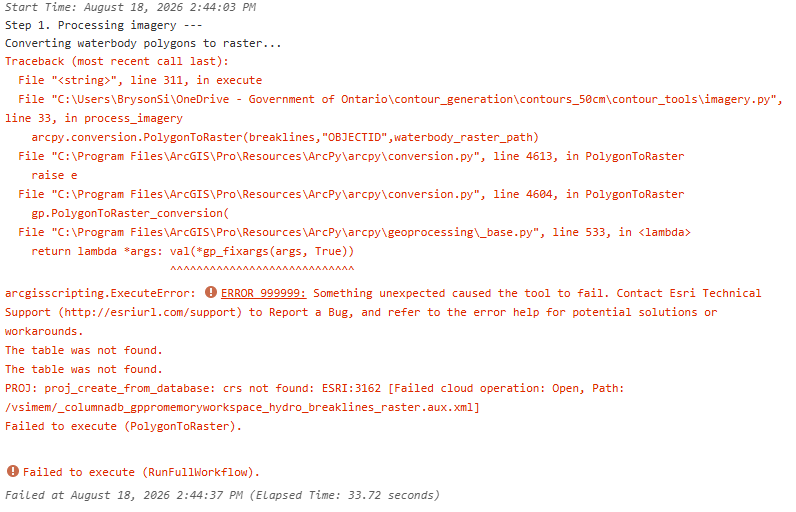 Start Time: August 18, 2026 2:44:03 PM
Step 1. Processing imagery ---
Converting waterbody polygons to raster...
Traceback (most recent call last):
  File "<string>", line 311, in execute
  File "C:\Users\BrysonSi\OneDrive - Government of Ontario\contour_generation\contours_50cm\contour_tools\imagery.py",
line 33, in process_imagery
    arcpy.conversion.PolygonToRaster(breaklines,"OBJECTID",waterbody_raster_path)
  File "C:\Program Files\ArcGIS\Pro\Resources\ArcPy\arcpy\conversion.py", line 4613, in PolygonToRaster
    raise e
  File "C:\Program Files\ArcGIS\Pro\Resources\ArcPy\arcpy\conversion.py", line 4604, in PolygonToRaster
    gp.PolygonToRaster_conversion(
  File "C:\Program Files\ArcGIS\Pro\Resources\ArcPy\arcpy\geoprocessing\_base.py", line 533, in <lambda>
    return lambda *args: val(*gp_fixargs(args, True))
                         ^^^^^^^^^^^^^^^^^^^^^^^^^^^^
arcgisscripting.ExecuteError: ERROR 999999: Something unexpected caused the tool to fail. Contact Esri Technical
Support (http://esriurl.com/support) to Report a Bug, and refer to the error help for potential solutions or
workarounds.
The table was not found.
The table was not found.
PROJ: proj_create_from_database: crs not found: ESRI:3162 [Failed cloud operation: Open, Path:
/vsimem/_columnadb_gppromemoryworkspace_hydro_breaklines_raster.aux.xml]
Failed to execute (PolygonToRaster).
Failed to execute (RunFullWorkflow).
Failed at August 18, 2026 2:44:37 PM (Elapsed Time: 33.72 seconds)